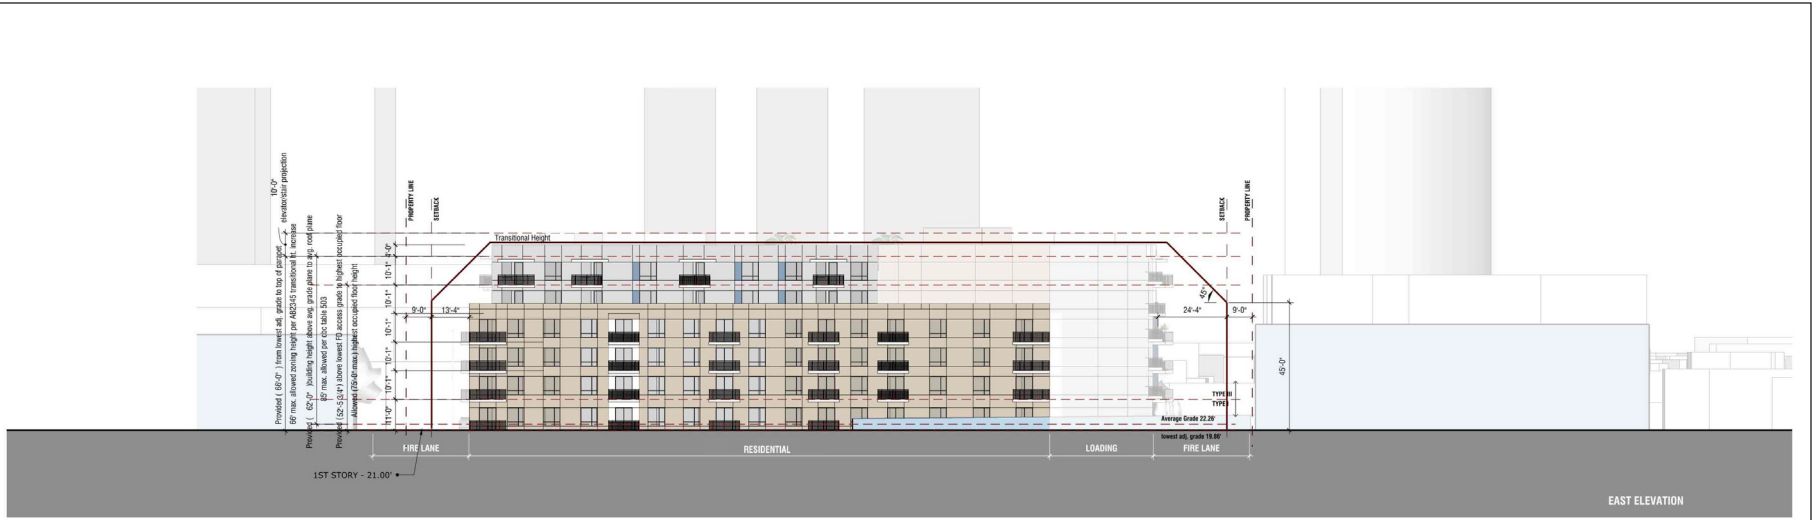 10'-0"
elevator/stair projection
Provided ( 66'-0" ) from lowest adj. grade to top of parapet
66' max. allowed zoning height per AB2345 transitional ht. increase
Provided ( 62'-0" )building height above avg. grade plane to avg. roof plane
85' max. allowed per cbc table 503
Provided (52'-5 3/4") above lowest FD access grade to highest occupied floor
Allowed (75'-0" max.) highest occupied floor height
4'-0"
10'-1"
10'-1"
10'-1"
10'-1"
10'-1"
11'-0"
PROPERTY LINE
SETBACK
Transitional Height
SETBACK
PROPERTY LINE
9'-0"
13'-4"
45°
24'-4"
9'-0"
45'-0"
TYPE III
TYPE I
Average Grade 22.26'
lowest adj. grade 19.86'
FIRE LANE
RESIDENTIAL
LOADING
FIRE LANE
1ST STORY - 21.00'
EAST ELEVATION